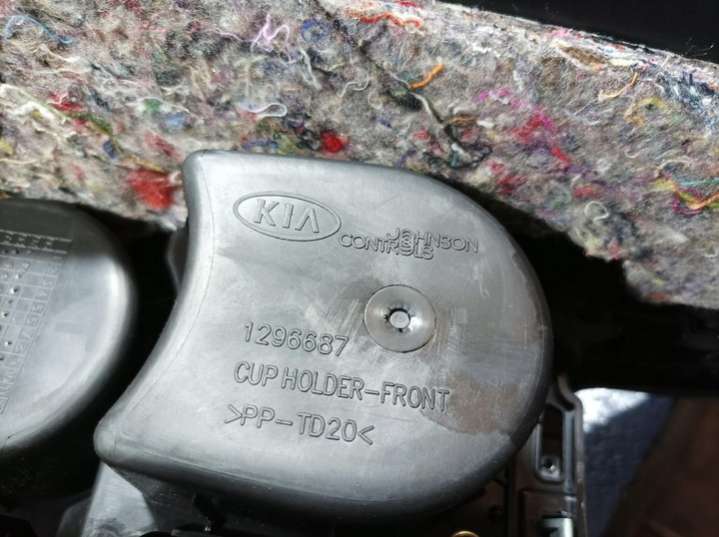 KIA
JOHNSON
CONTROLS
1296687
CUP HOLDER-FRONT
>PP-TD20<